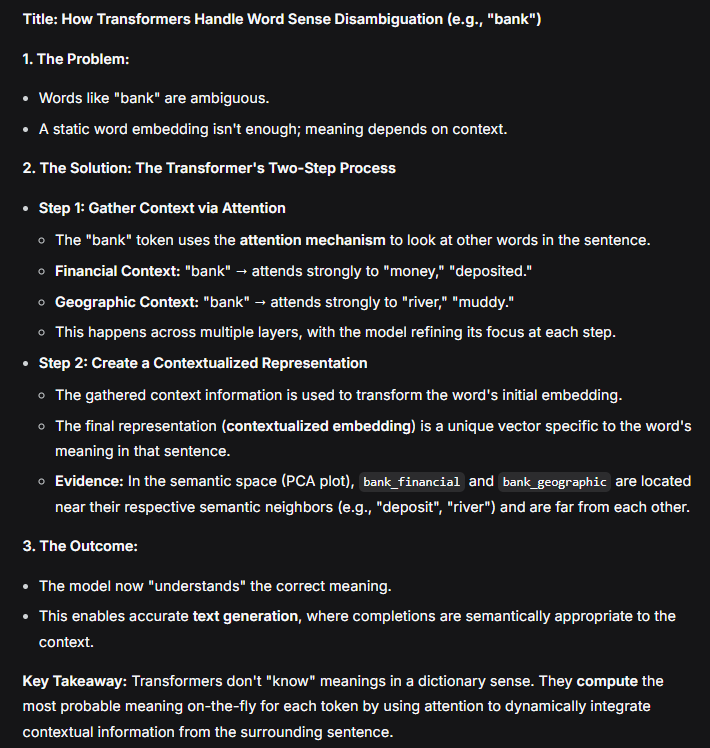 Title: How Transformers Handle Word Sense Disambiguation (e.g., "bank")
1. The Problem:
• Words like "bank" are ambiguous.
• A static word embedding isn't enough; meaning depends on context.
2. The Solution: The Transformer's Two-Step Process
• Step 1: Gather Context via Attention
○ The "bank" token uses the attention mechanism to look at other words in the sentence.
○ Financial Context: "bank" → attends strongly to "money," "deposited."
○ Geographic Context: "bank" → attends strongly to "river," "muddy."
○ This happens across multiple layers, with the model refining its focus at each step.
• Step 2: Create a Contextualized Representation
○ The gathered context information is used to transform the word's initial embedding.
○ The final representation (contextualized embedding) is a unique vector specific to the word's
meaning in that sentence.
○ Evidence: In the semantic space (PCA plot), bank_financial and bank_geographic are located
near their respective semantic neighbors (e.g., "deposit", "river") and are far from each other.
3. The Outcome:
• The model now "understands" the correct meaning.
• This enables accurate text generation, where completions are semantically appropriate to the
context.
Key Takeaway: Transformers don't "know" meanings in a dictionary sense. They compute the
most probable meaning on-the-fly for each token by using attention to dynamically integrate
contextual information from the surrounding sentence.